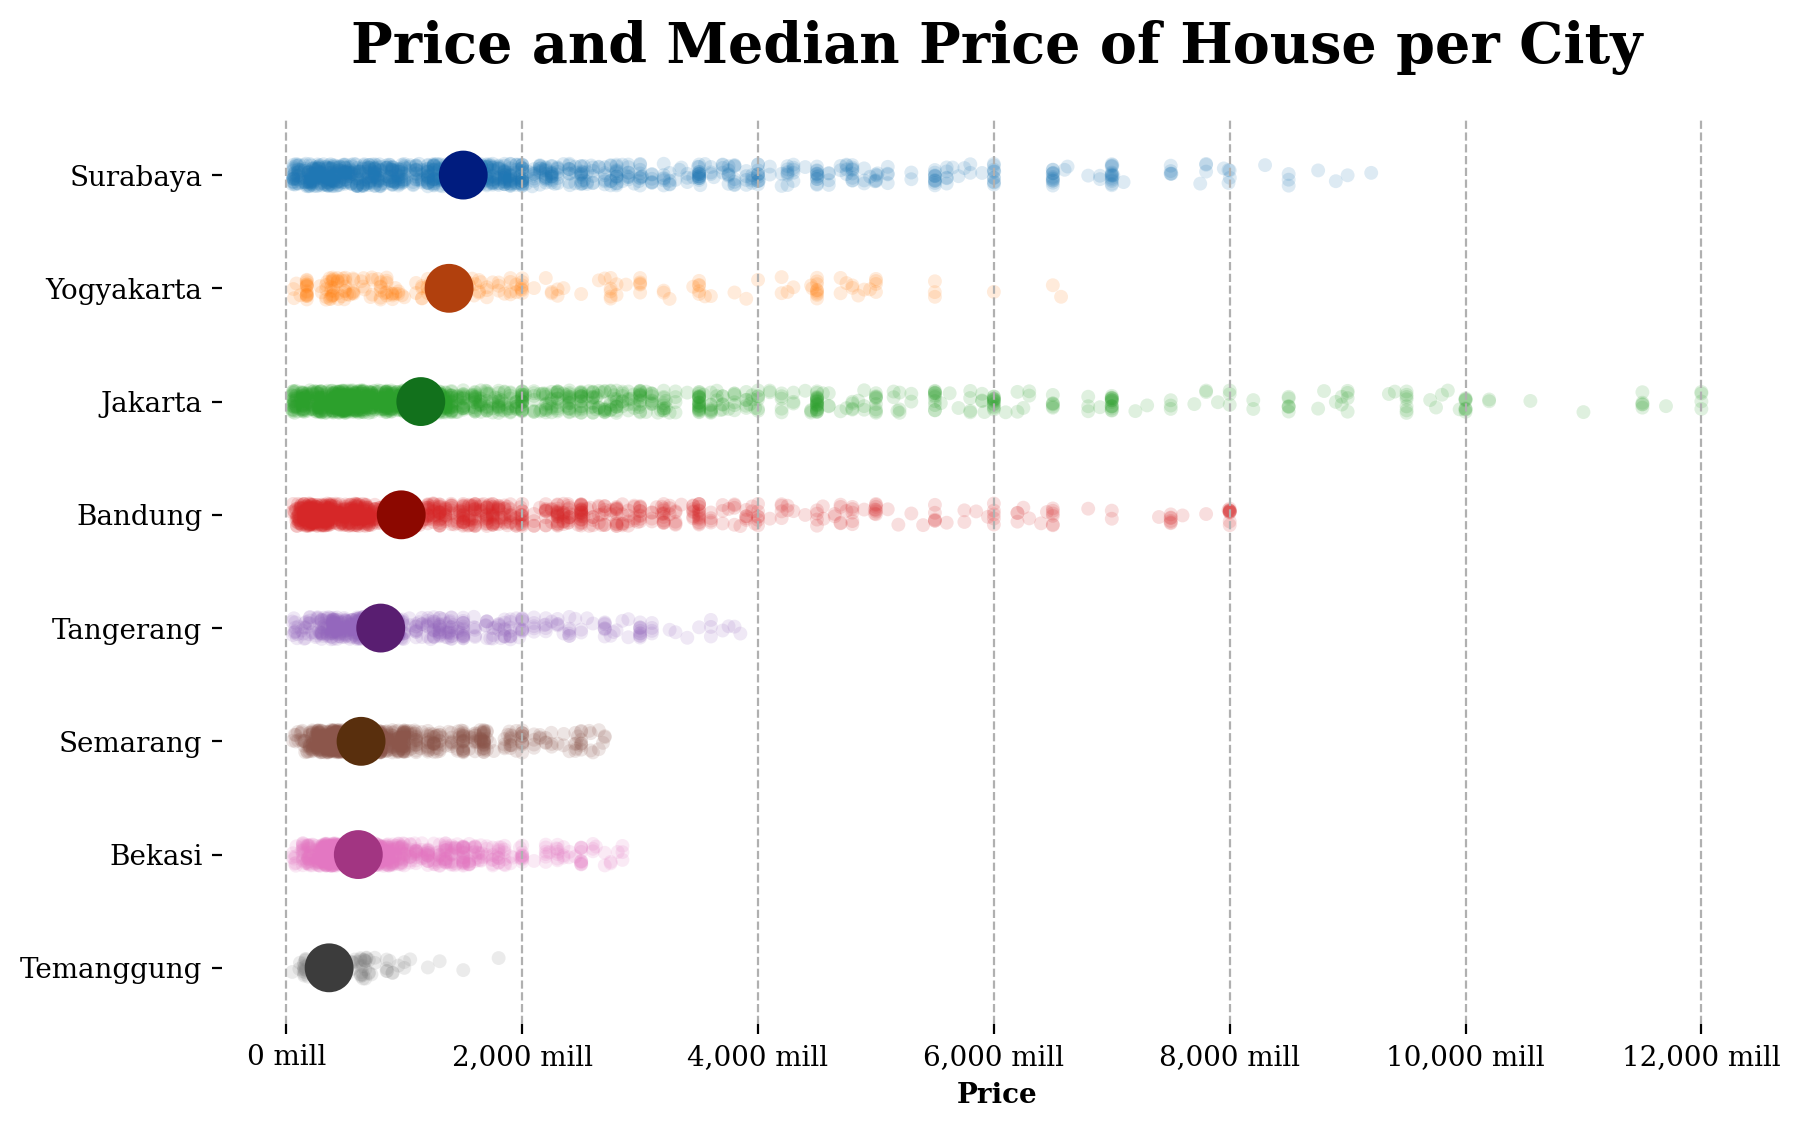 Price and Median Price of House per City
Surabaya
Yogyakarta
Jakarta
Bandung
Tangerang
Semarang
Bekasi
Temanggung
0 mill 2,000 mill 4,000 mill 6,000 mill 8,000 mill 10,000 mill 12,000 mill
Price